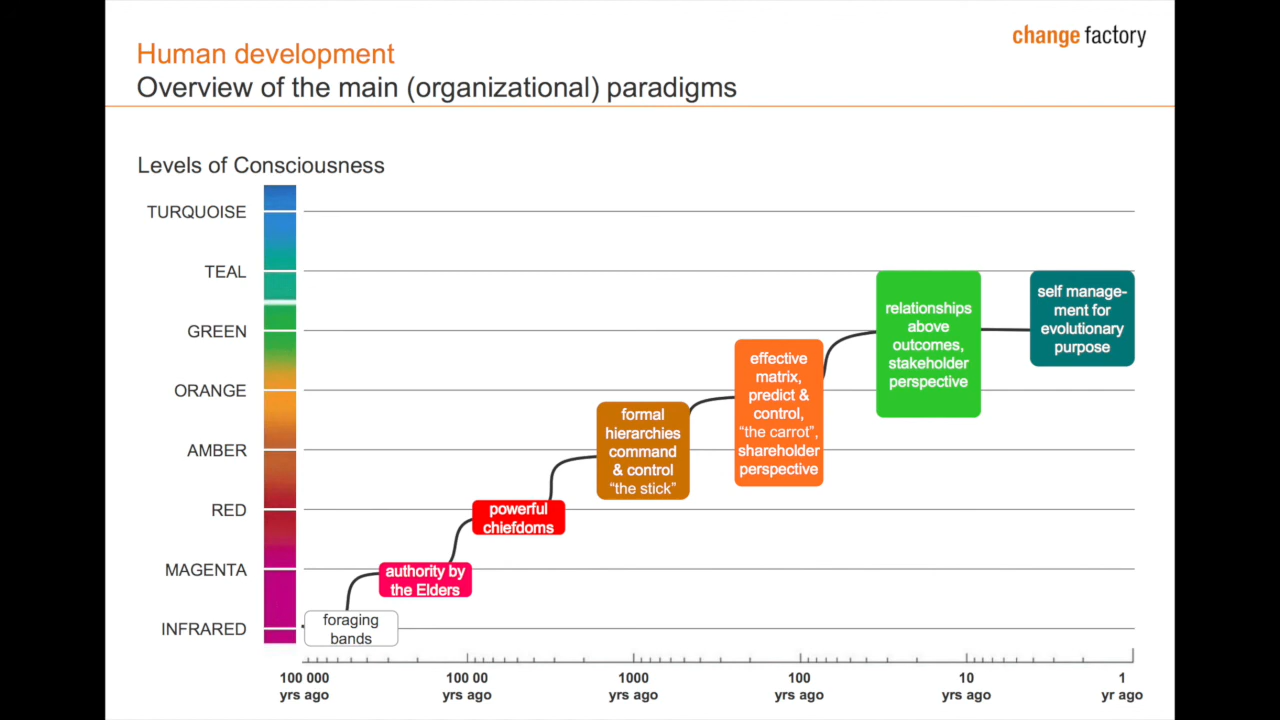 change factory
Human development
Overview of the main (organizational) paradigms
Levels of Consciousness
TURQUOISE
TEAL
GREEN
ORANGE
AMBER
RED
MAGENTA
INFRARED
foraging
bands
authority by
the Elders
powerful
chiefdoms
formal
hierarchies
command
& control
“the stick”
effective
matrix,
predict &
control,
“the carrot”,
shareholder
perspective
relationships
above
outcomes,
stakeholder
perspective
self manage-
ment for
evolutionary
purpose
100 000
yrs ago
100 00
yrs ago
1000
yrs ago
100
yrs ago
10
yrs ago
1
yr ago